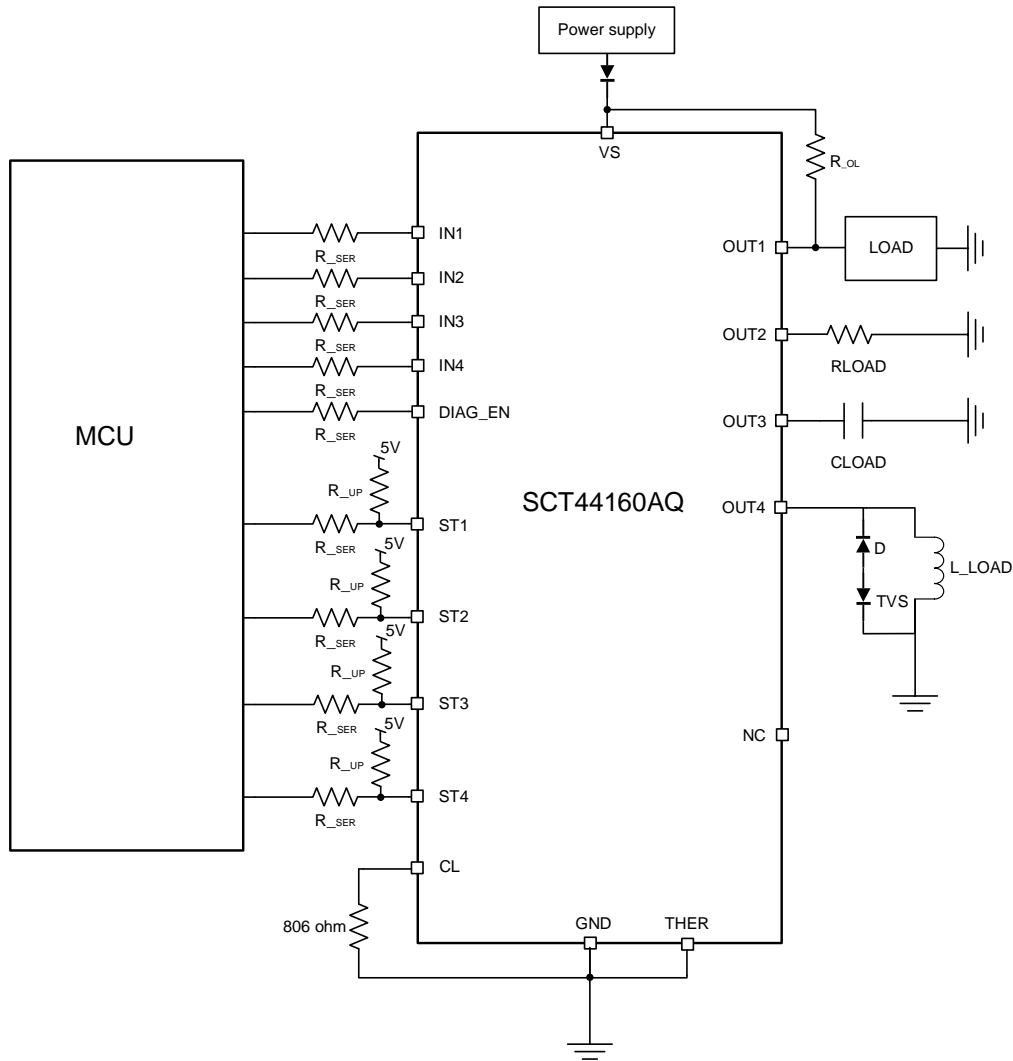 Power supply
VS
R_OL
IN1
OUT1
LOAD
R_SER
IN2
R_SER
IN3
OUT2
R_SER
RLOAD
IN4
R_SER
DIAG_EN
OUT3
R_SER
CLOAD
MCU
5V
R_UP
SCT44160AQ
OUT4
ST1
R_SER
5V
D
L_LOAD
R_UP
TVS
ST2
R_SER
5V
R_UP
ST3
R_SER
5V
NC
R_UP
ST4
R_SER
CL
806 ohm
GND
THER